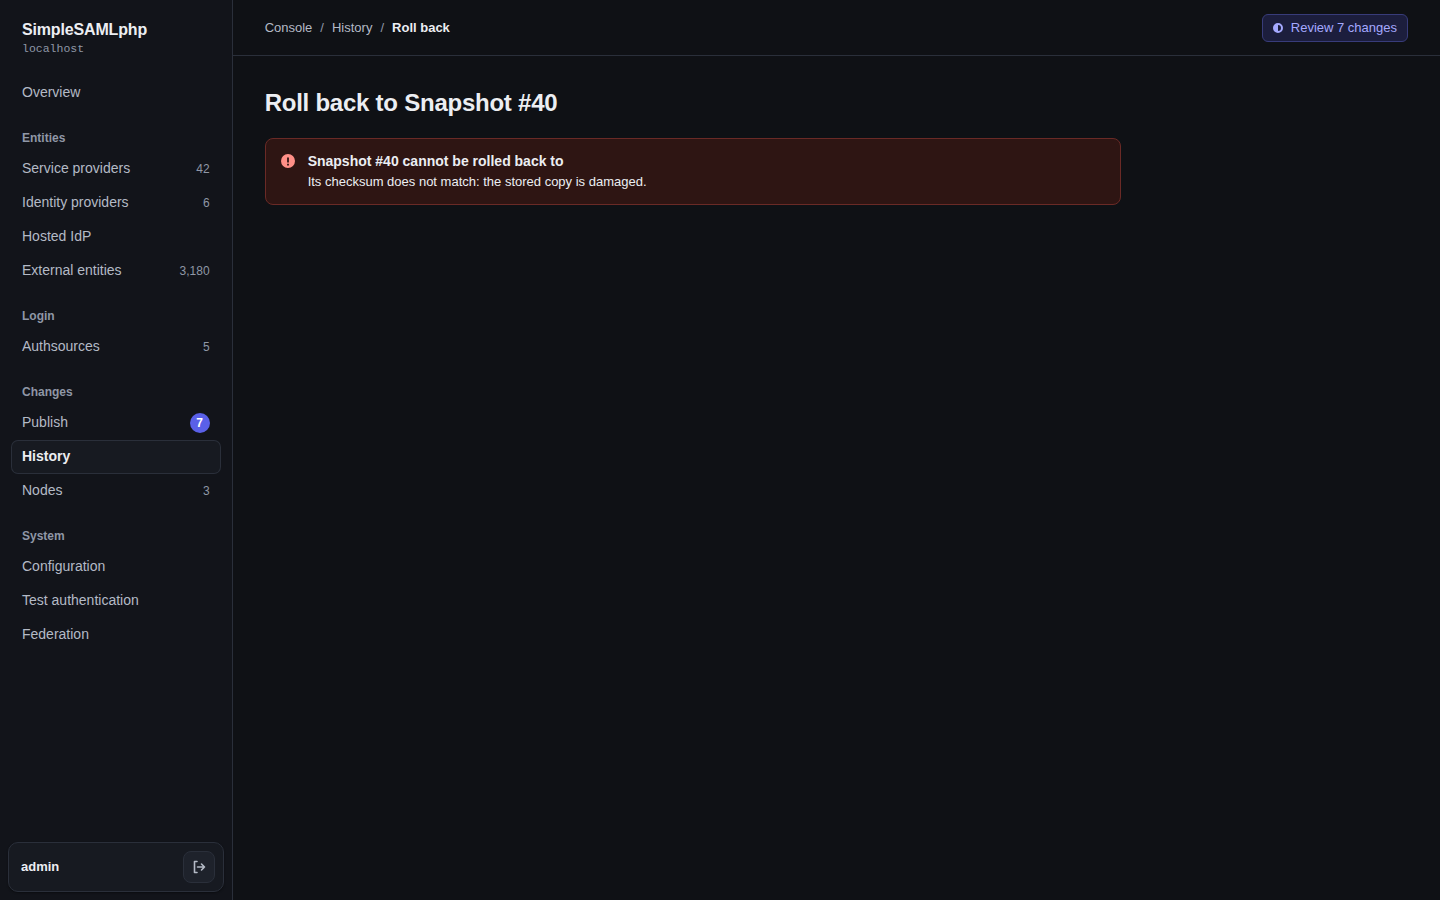 SimpleSAMLphp
localhost
Overview
Entities
Service providers 42
Identity providers 6
Hosted IdP
External entities 3,180
Login
Authsources 5
Changes
Publish 7
History
Nodes 3
System
Configuration
Test authentication
Federation
admin
Console / History / Roll back
Review 7 changes
Roll back to Snapshot #40
Snapshot #40 cannot be rolled back to
Its checksum does not match: the stored copy is damaged.